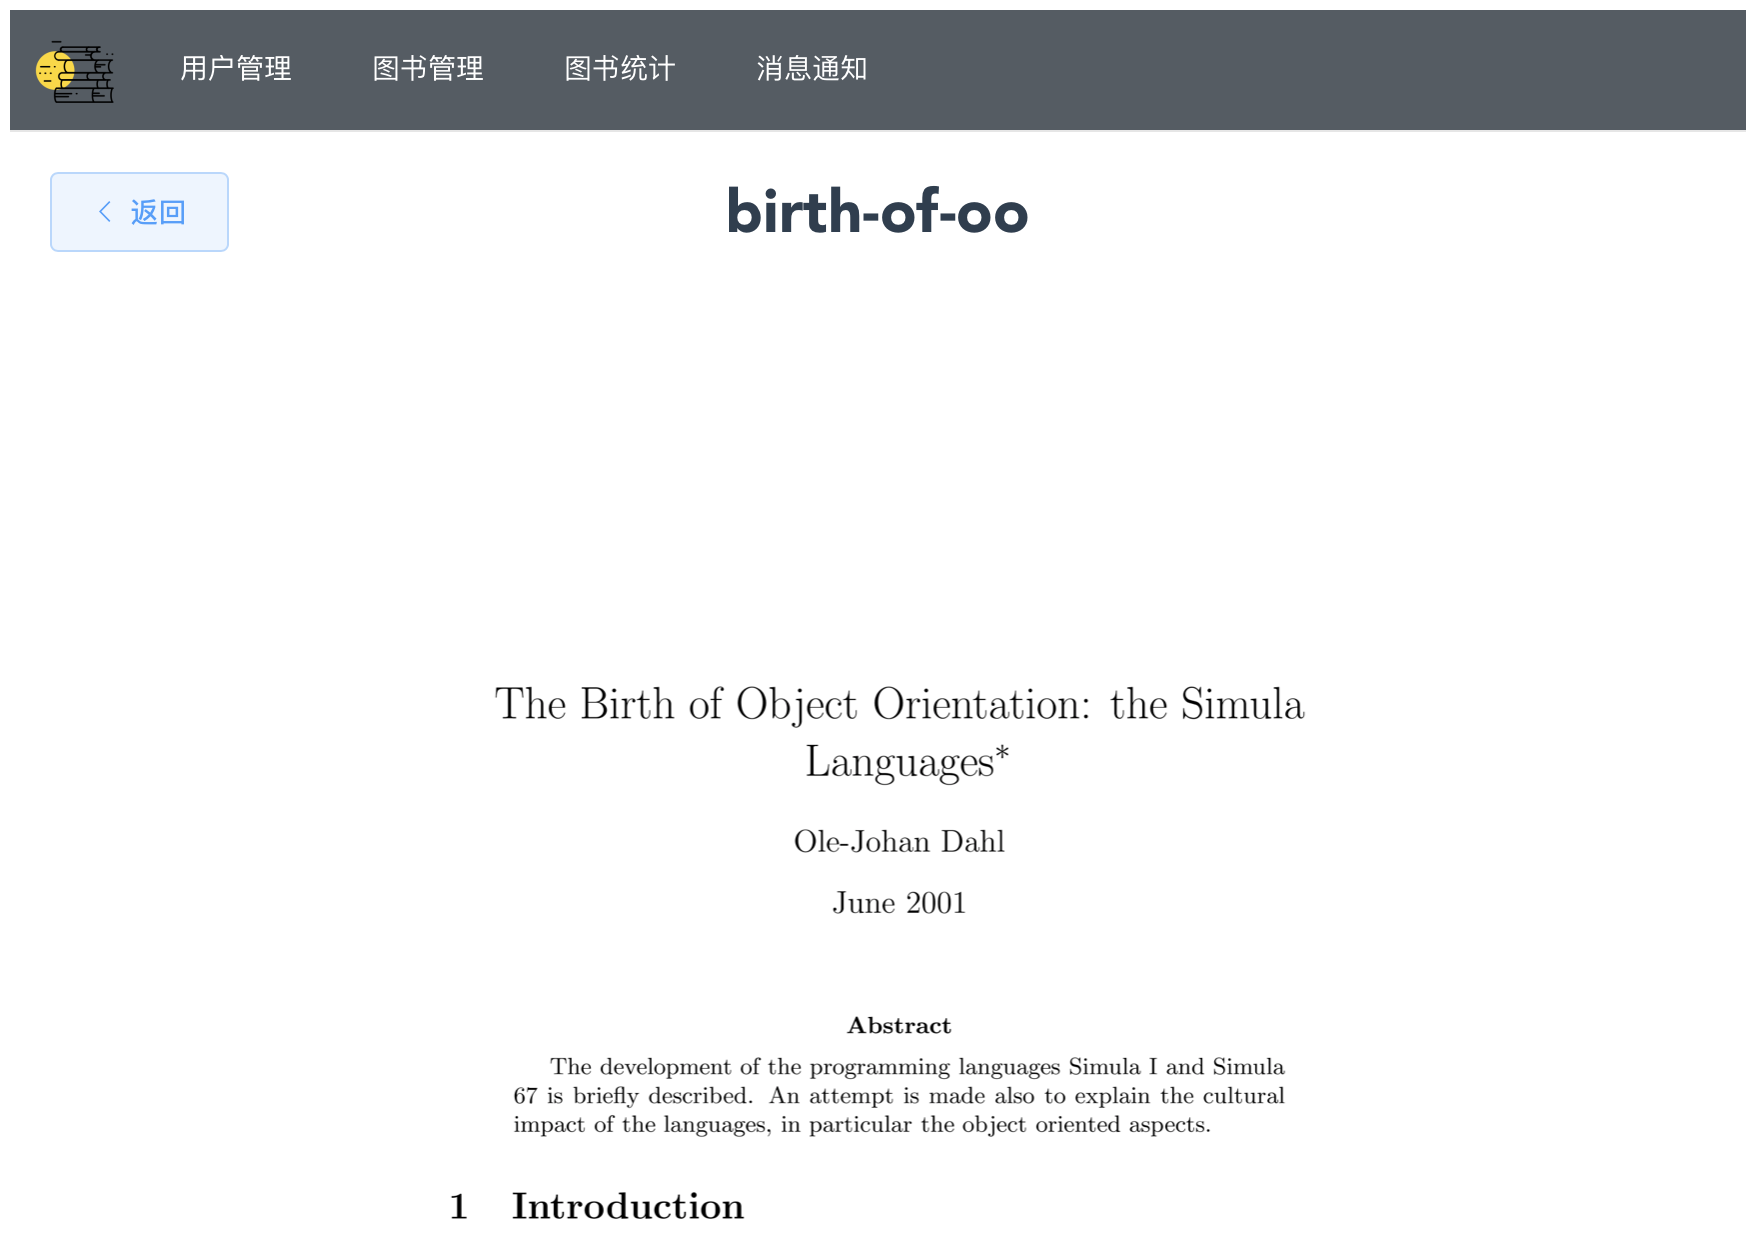 用户管理 图书管理 图书统计 消息通知
返回
birth-of-oo
The Birth of Object Orientation: the Simula
Languages*
Ole-Johan Dahl
June 2001
Abstract
The development of the programming languages Simula I and Simula
67 is briefly described. An attempt is made also to explain the cultural
impact of the languages, in particular the object oriented aspects.
1 Introduction